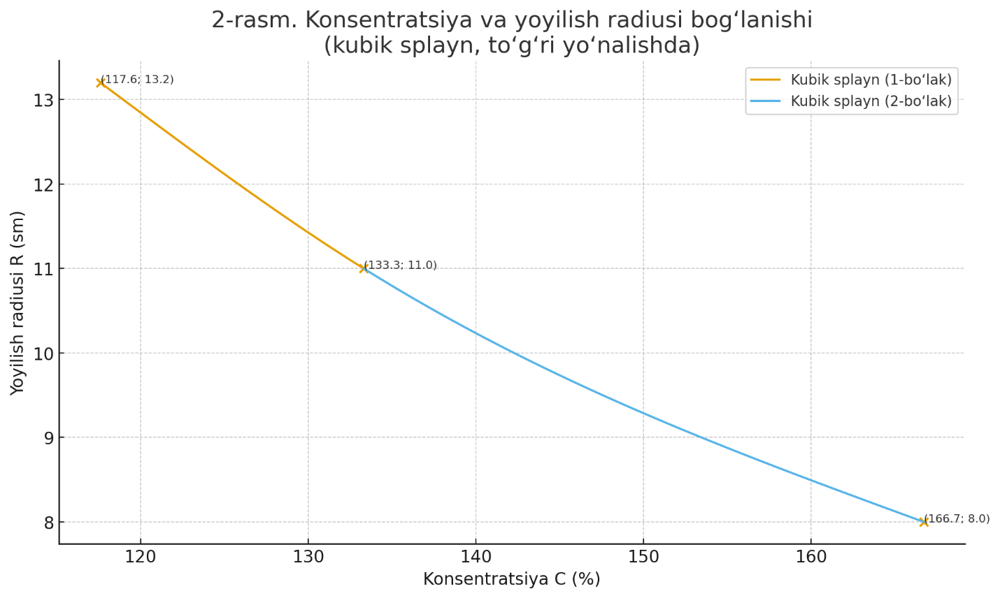 2-rasm. Konsentratsiya va yoyilish radiusi bog‘lanishi
(kubik splayn, to‘g‘ri yo‘nalishda)
Kubik splayn (1-bo‘lak)
Kubik splayn (2-bo‘lak)
(117.6; 13.2)
(133.3; 11.0)
(166.7; 8.0)
Yoyilish radiusi R (sm)
13
12
11
10
9
8
120
130
140
150
160
Konsentratsiya C (%)